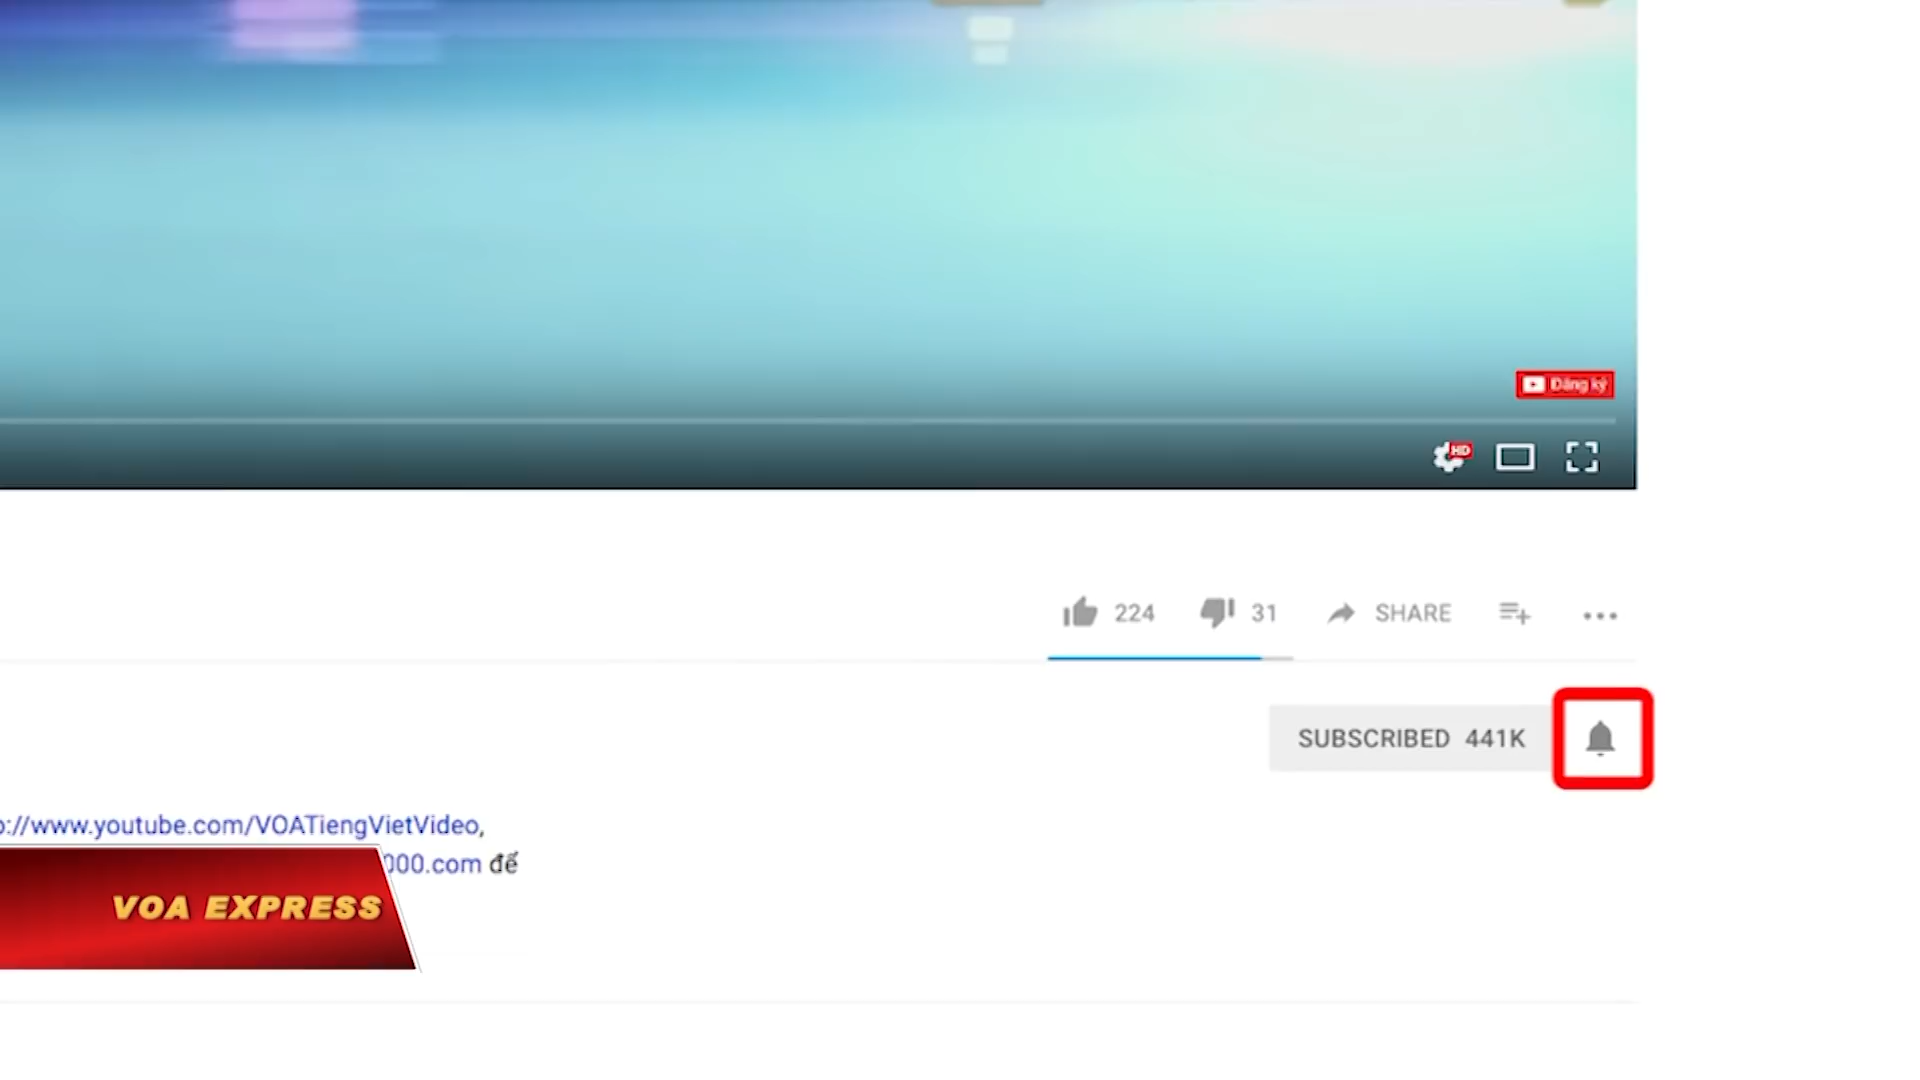 Đăng ký
HD
224 31 SHARE
SUBSCRIBED 441K
://www.youtube.com/VOATiengVietVideo,
000.com để
VOA EXPRESS